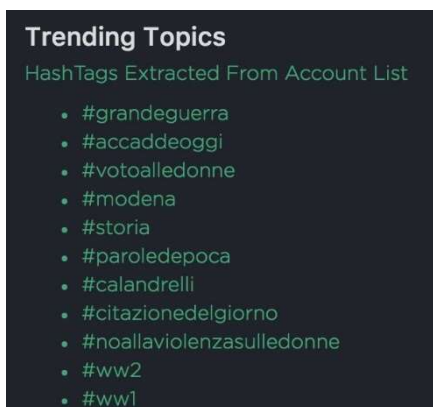 Trending Topics
HashTags Extracted From Account List
• #grandeguerra
• #accaddeoggi
• #votoalledonne
• #modena
• #storia
• #paroledepoca
• #calandrelli
• #citazionedelgiorno
• #noallaviolenzasulledonne
• #ww2
• #ww1